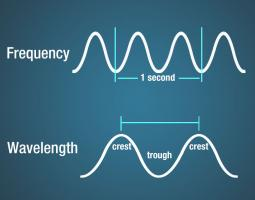 Frequency
1 second
Wavelength
crest
trough
crest